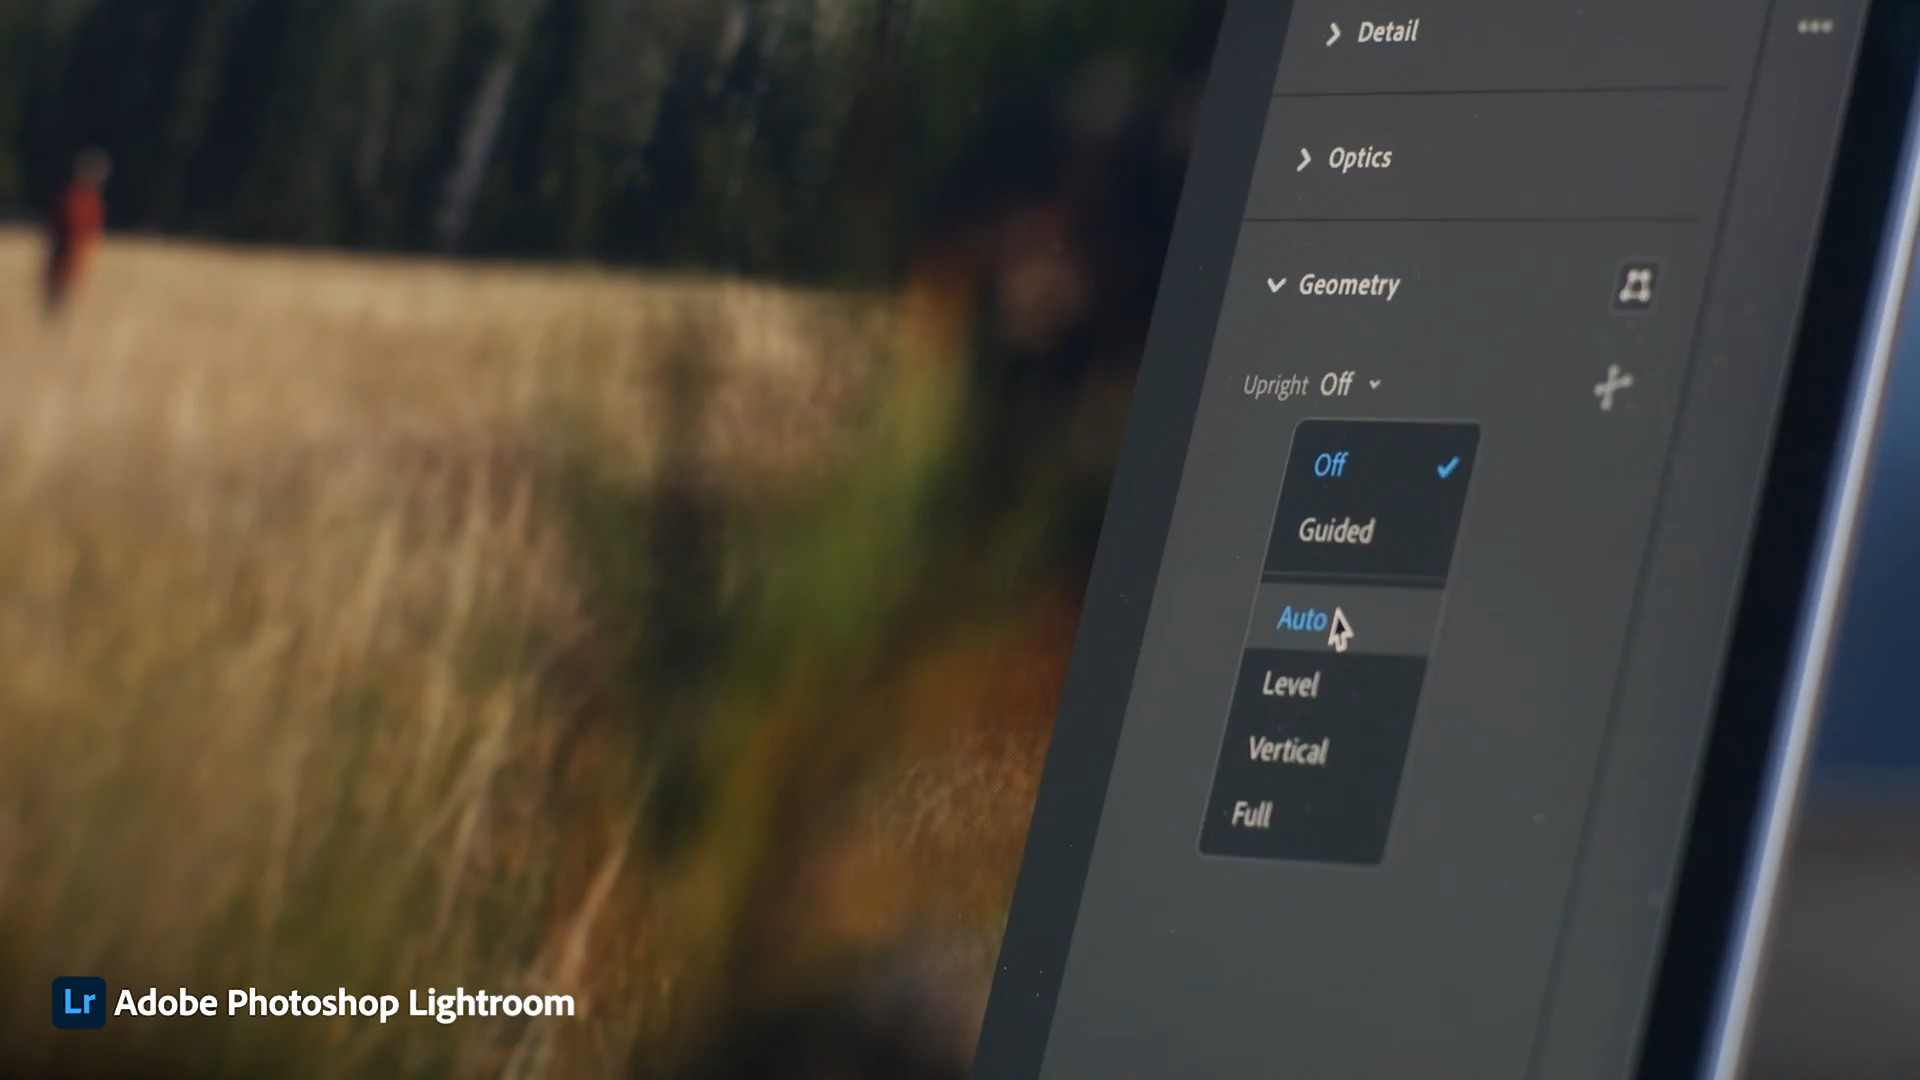 Detail
Optics
Geometry
Upright Off
Off
Guided
Auto
Level
Vertical
Full
Lr Adobe Photoshop Lightroom